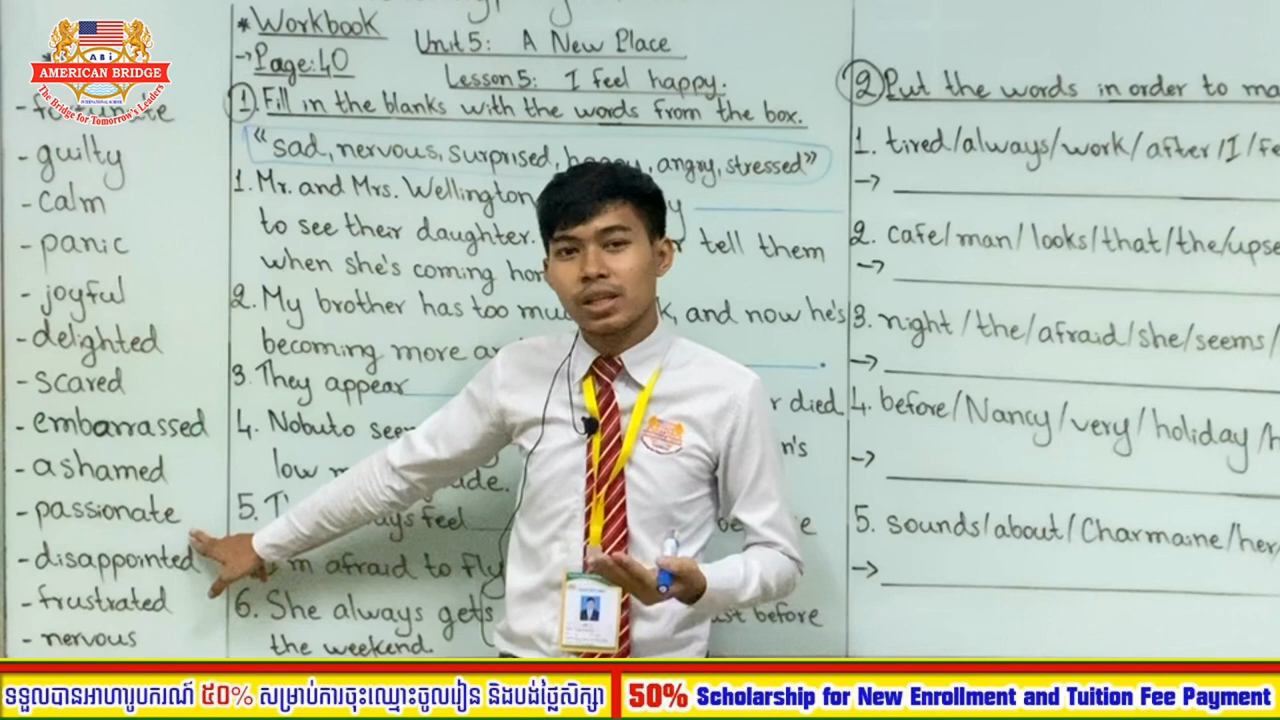 ABi
AMERICAN BRIDGE
INTERNATIONAL SCHOOL
The Bridge for Tomorrow's Leaders
- fortunate
- guilty
- calm
- panic
- joyful
- delighted
- scared
- embarrassed
- ashamed
- passionate
- disappointed
- frustrated
- nervous
* Workbook
→ Page: 40
Unit 5: A New Place
Lesson 5: I feel happy.
1. Fill in the blanks with the words from the box.
"sad, nervous, surprised, happy, angry, stressed"
1. Mr. and Mrs. Wellington
to see their daughter. tell them
when she's coming
2. My brother has too , and now he's
becoming more .
3. They appear died
4. Nobuto
low
5. feel
I'm afraid to fly
6. She always gets before
the weekend.
2. Put the words in order to
1. tired/always/work/after/I/
→
2. cafe/man/looks/that/the/
→
3. night/the/afraid/she/seems/
→
4. before/Nancy/very/holiday/
→
5. sounds/about/Charmaine/her/
→
ទទួលបានអាហារូបករណ៍ ៥០% សម្រាប់ការចុះឈ្មោះចូលរៀន និងបង់ថ្លៃសិក្សា
50% Scholarship for New Enrollment and Tuition Fee Payment